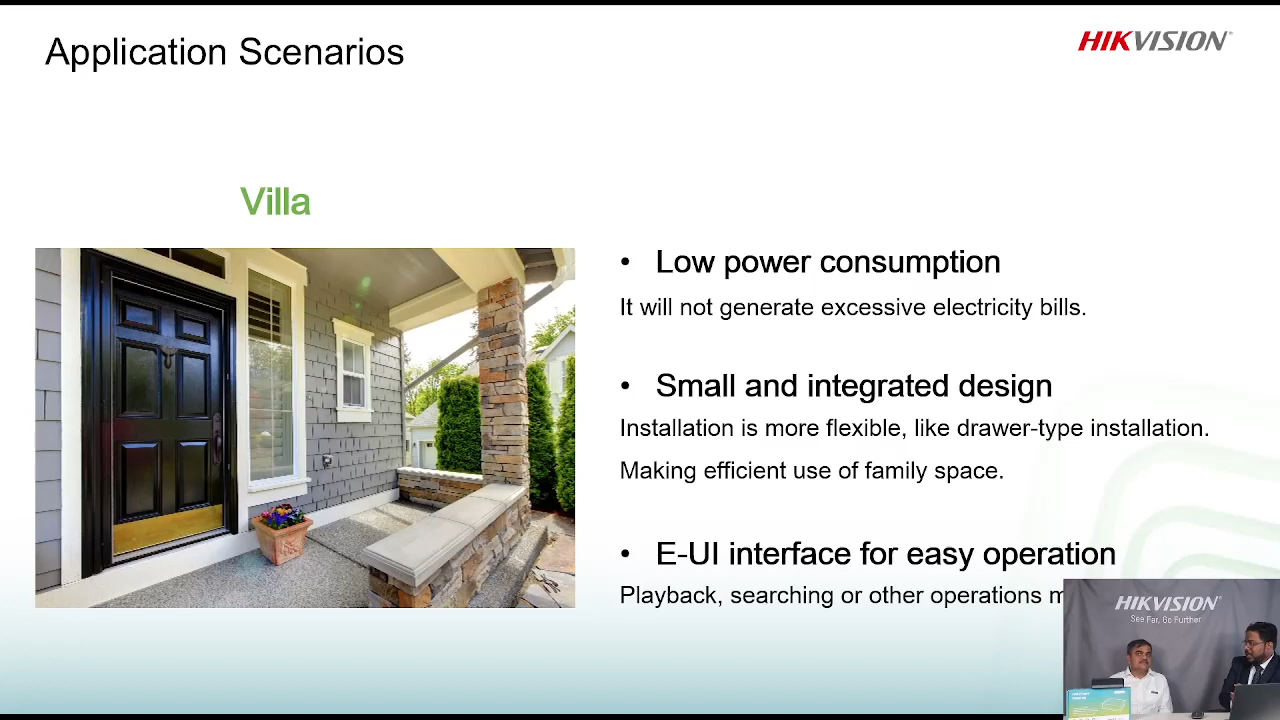 Application Scenarios
HIKVISION
Villa
• Low power consumption
It will not generate excessive electricity bills.
• Small and integrated design
Installation is more flexible, like drawer-type installation.
Making efficient use of family space.
• E-UI interface for easy operation
Playback, searching or other operations
HIKVISION
See Far, Go Further